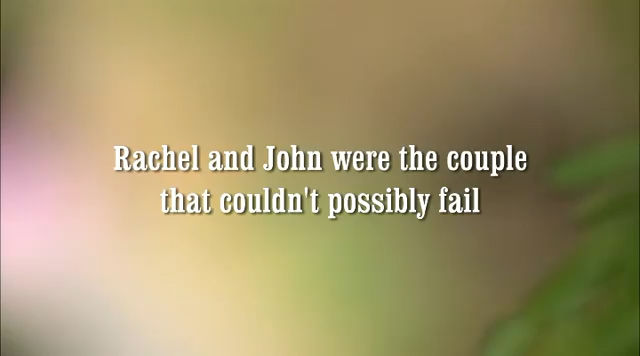 Rachel and John were the couple
that couldn't possibly fail